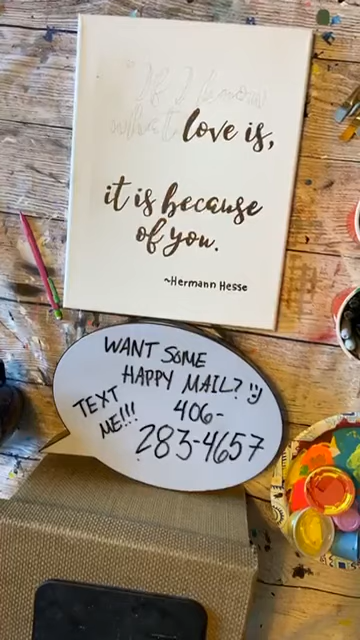 "If I know
what love is,
it is because
of you.
~Hermann Hesse
WANT SOME
HAPPY MAIL? :)
TEXT
ME!!!
406-
283-4657